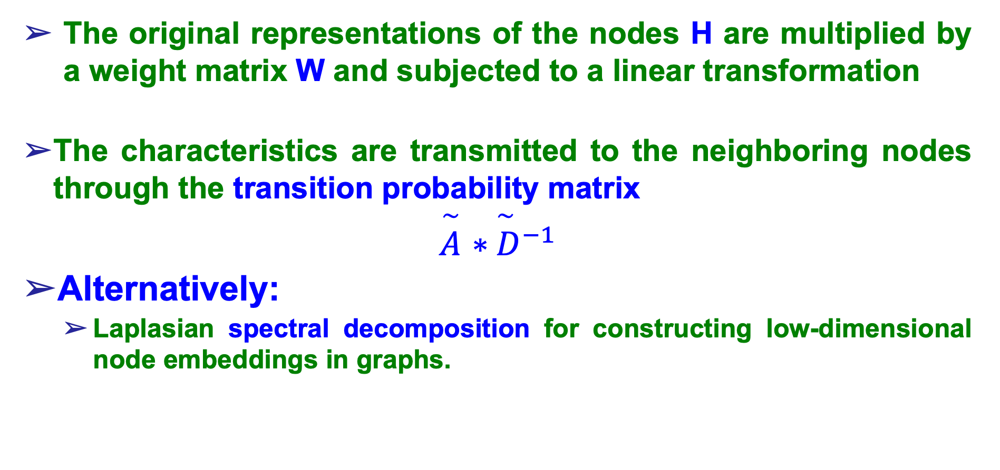 ➢ The original representations of the nodes H are multiplied by
a weight matrix W and subjected to a linear transformation
➢ The characteristics are transmitted to the neighboring nodes
through the transition probability matrix
Ã * D̃⁻¹
➢ Alternatively:
➢ Laplasian spectral decomposition for constructing low-dimensional
node embeddings in graphs.